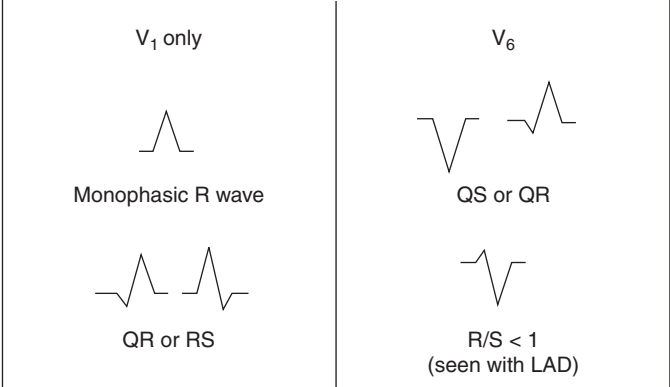 V₁ only
Monophasic R wave
QR or RS
V₆
QS or QR
R/S < 1
(seen with LAD)